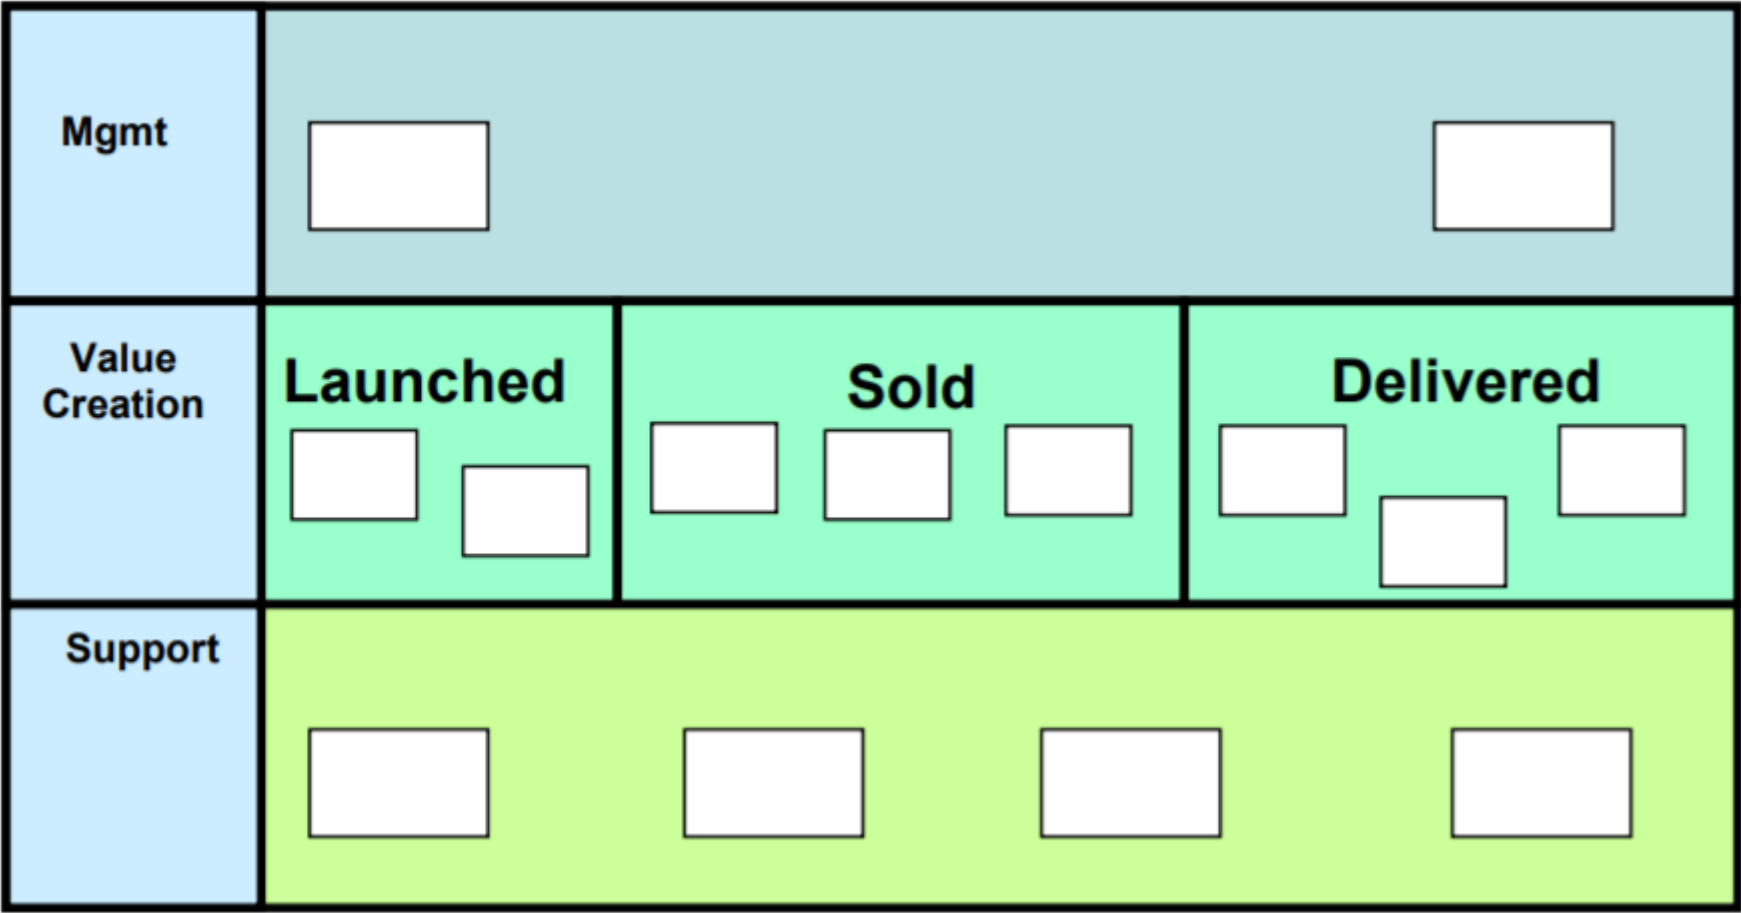 Mgmt
Value
Creation
Launched
Sold
Delivered
Support